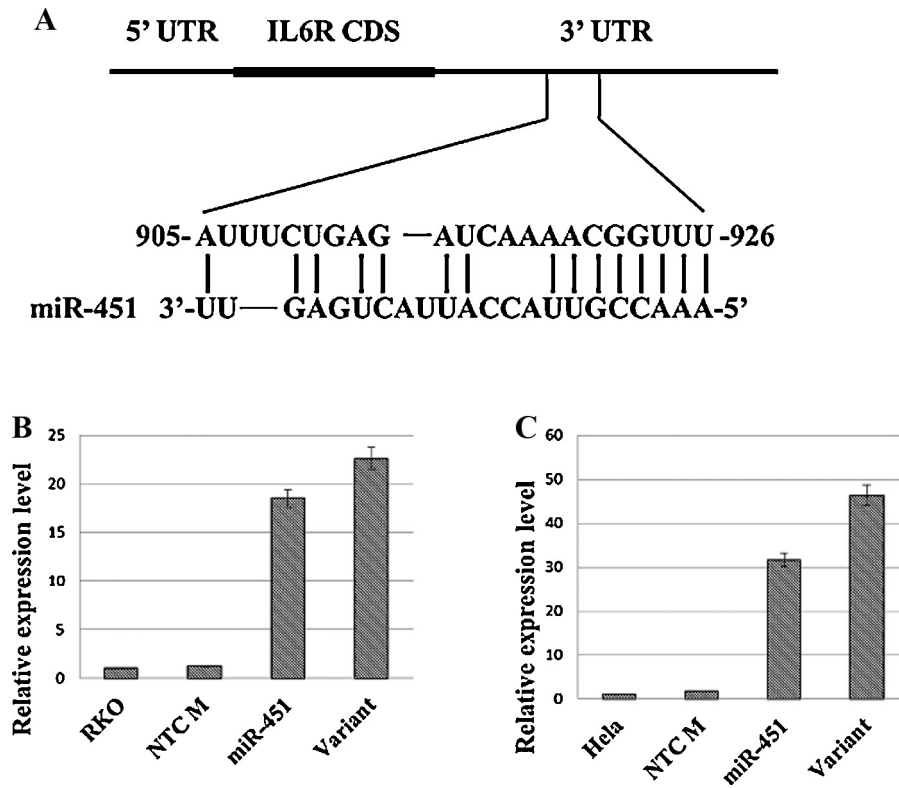 A
5' UTR IL6R CDS 3' UTR
905- AUUUCUGAG —AUCAAAACGGUUU -926
miR-451 3'-UU—GAGUCAUUACCAUUGCCAAA-5'
B
Relative expression level
25
20
15
10
5
0
RKO
NTC M
miR-451
Variant
C
Relative expression level
60
50
40
30
20
10
0
Hela
NTC M
miR-451
Variant